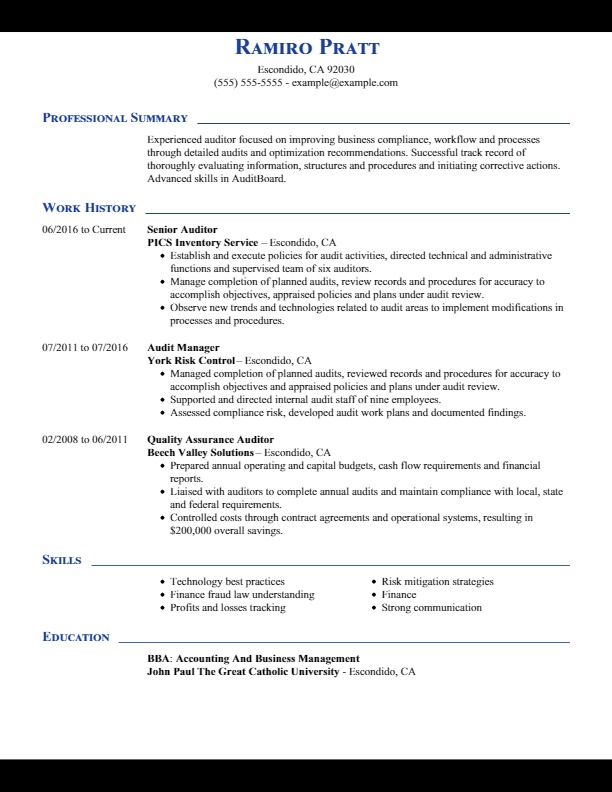 Ramiro Pratt
Escondido, CA 92030
(555) 555-5555 - example@example.com
Professional Summary
Experienced auditor focused on improving business compliance, workflow and processes
through detailed audits and optimization recommendations. Successful track record of
thoroughly evaluating information, structures and procedures and initiating corrective actions.
Advanced skills in AuditBoard.
Work History
06/2016 to Current Senior Auditor
PICS Inventory Service – Escondido, CA
• Establish and execute policies for audit activities, directed technical and administrative
functions and supervised team of six auditors.
• Manage completion of planned audits, review records and procedures for accuracy to
accomplish objectives, appraised policies and plans under audit review.
• Observe new trends and technologies related to audit areas to implement modifications in
processes and procedures.
07/2011 to 07/2016 Audit Manager
York Risk Control – Escondido, CA
• Managed completion of planned audits, reviewed records and procedures for accuracy to
accomplish objectives and appraised policies and plans under audit review.
• Supported and directed internal audit staff of nine employees.
• Assessed compliance risk, developed audit work plans and documented findings.
02/2008 to 06/2011 Quality Assurance Auditor
Beech Valley Solutions – Escondido, CA
• Prepared annual operating and capital budgets, cash flow requirements and financial
reports.
• Liaised with auditors to complete annual audits and maintain compliance with local, state
and federal requirements.
• Controlled costs through contract agreements and operational systems, resulting in
$200,000 overall savings.
Skills
• Technology best practices
• Finance fraud law understanding
• Profits and losses tracking
• Risk mitigation strategies
• Finance
• Strong communication
Education
BBA: Accounting And Business Management
John Paul The Great Catholic University - Escondido, CA